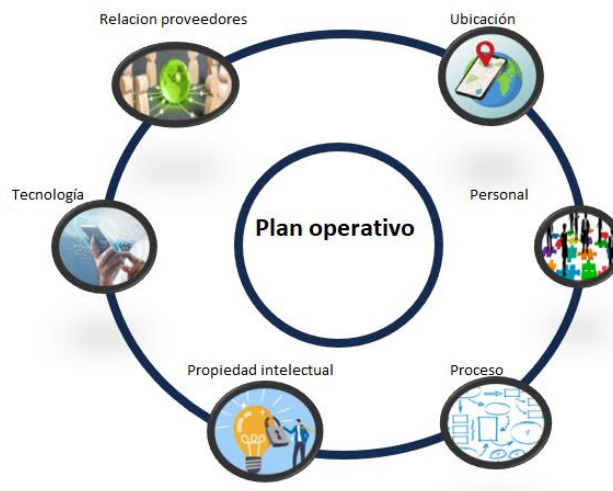 Relacion proveedores
Ubicación
Tecnología
Personal
Plan operativo
Propiedad intelectual
Proceso